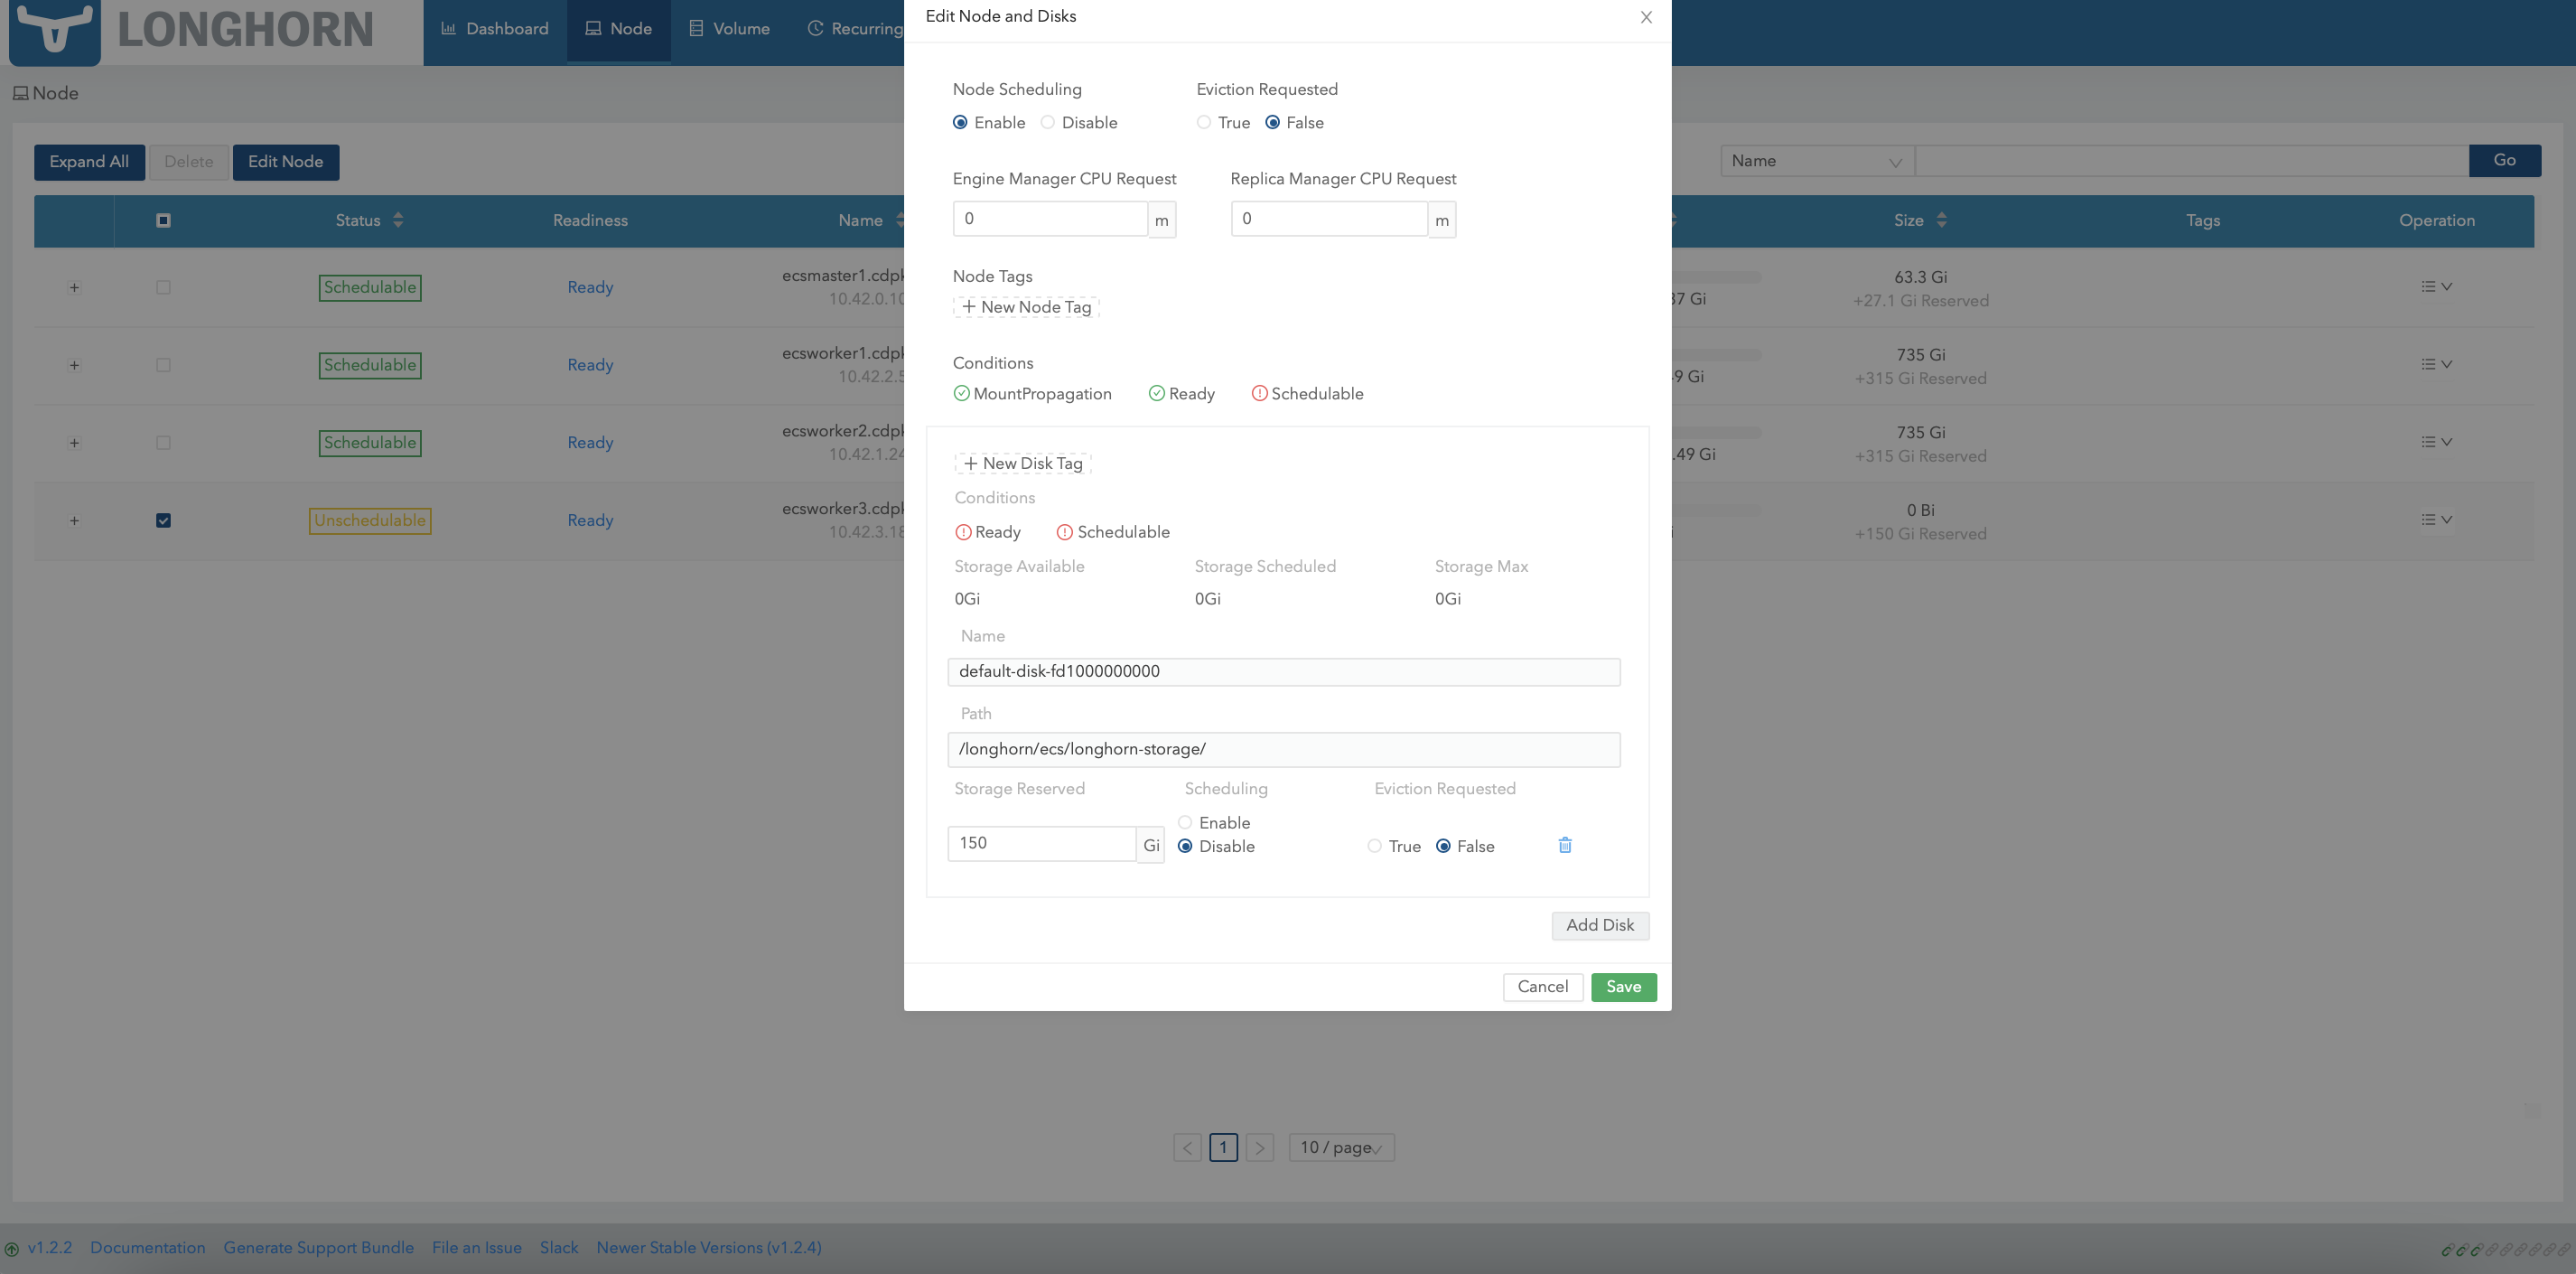 LONGHORN
Dashboard
Node
Volume
Recurring
Node
Expand All
Delete
Edit Node
Name
Go
Status
Readiness
Name
Size
Tags
Operation
+
Schedulable
Ready
ecsmaster1.cdpk
10.42.0.10
37 Gi
63.3 Gi
+27.1 Gi Reserved
+
Schedulable
Ready
ecsworker1.cdpk
10.42.2.5
49 Gi
735 Gi
+315 Gi Reserved
+
Schedulable
Ready
ecsworker2.cdpk
10.42.1.24
.49 Gi
735 Gi
+315 Gi Reserved
+
Unschedulable
Ready
ecsworker3.cdpk
10.42.3.18
0 Bi
+150 Gi Reserved
Edit Node and Disks
Node Scheduling
Eviction Requested
Enable
Disable
True
False
Engine Manager CPU Request
Replica Manager CPU Request
0
m
0
m
Node Tags
+ New Node Tag
Conditions
MountPropagation
Ready
Schedulable
+ New Disk Tag
Conditions
Ready
Schedulable
Storage Available
Storage Scheduled
Storage Max
0Gi
0Gi
0Gi
Name
default-disk-fd1000000000
Path
/longhorn/ecs/longhorn-storage/
Storage Reserved
Scheduling
Eviction Requested
150
Gi
Enable
Disable
True
False
Add Disk
Cancel
Save
<
1
>
10 / page
v1.2.2
Documentation
Generate Support Bundle
File an Issue
Slack
Newer Stable Versions (v1.2.4)